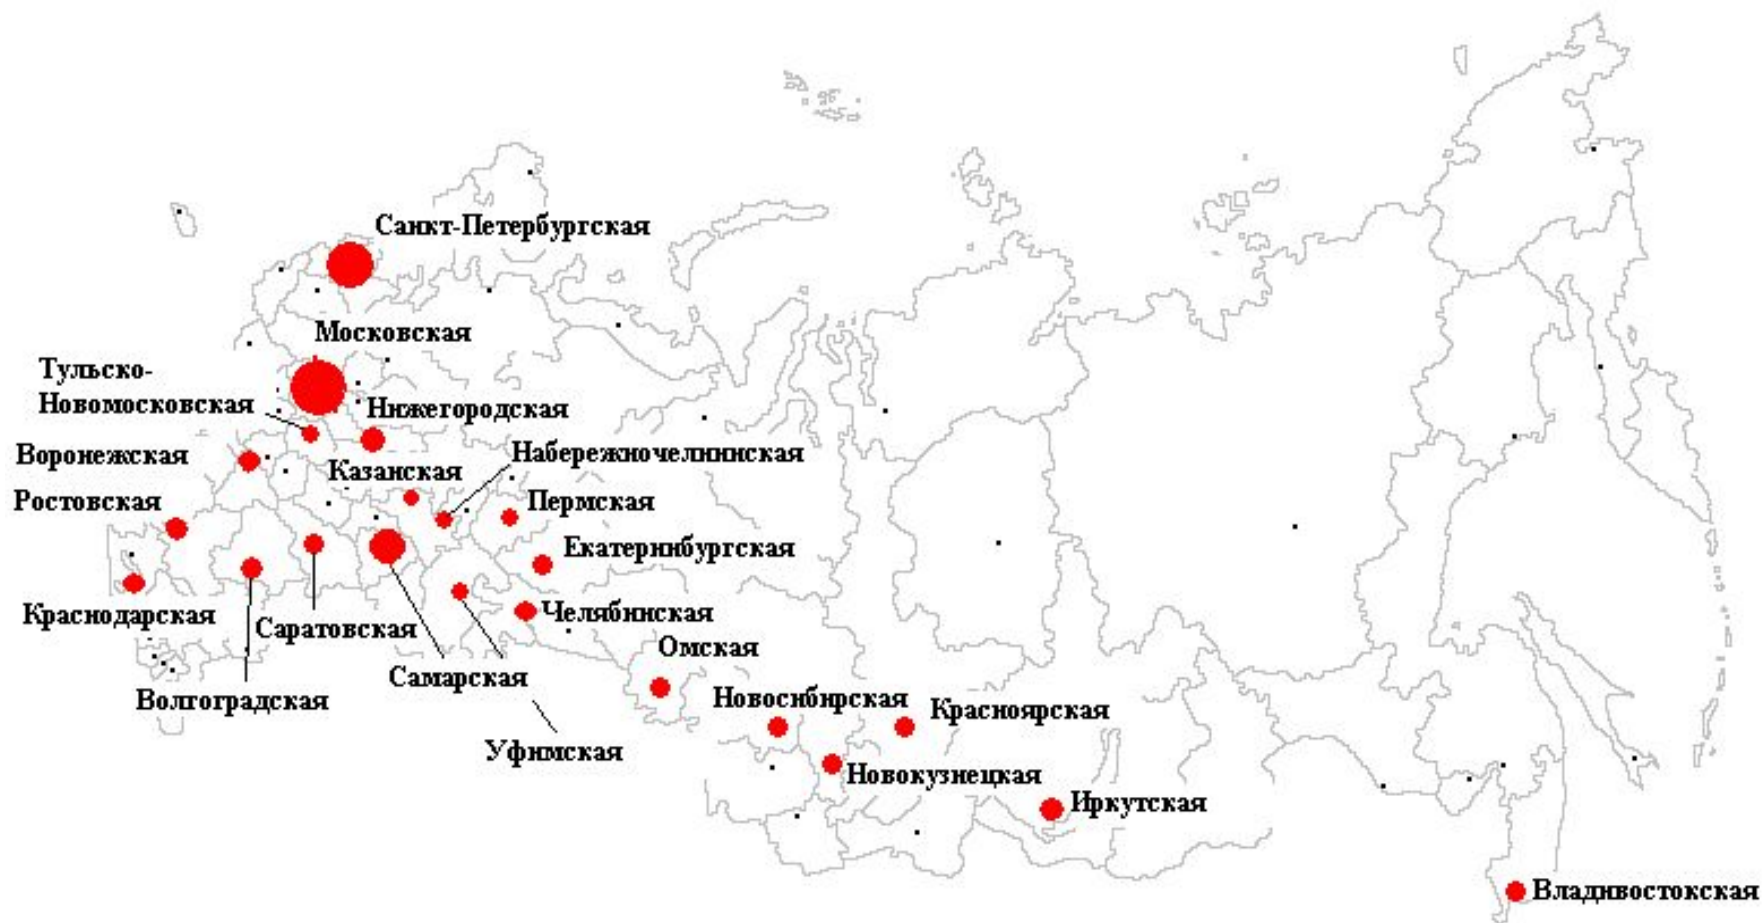 Санкт-Петербургская
Московская
Тульско-
Новомосковская
Нижегородская
Воронежская
Казанская
Набережночелнинская
Ростовская
Пермская
Екатеринбургская
Краснодарская
Саратовская
Челябинская
Омская
Волгоградская
Самарская
Новосибирская
Красноярская
Уфимская
Новокузнецкая
Иркутская
Владивостокская